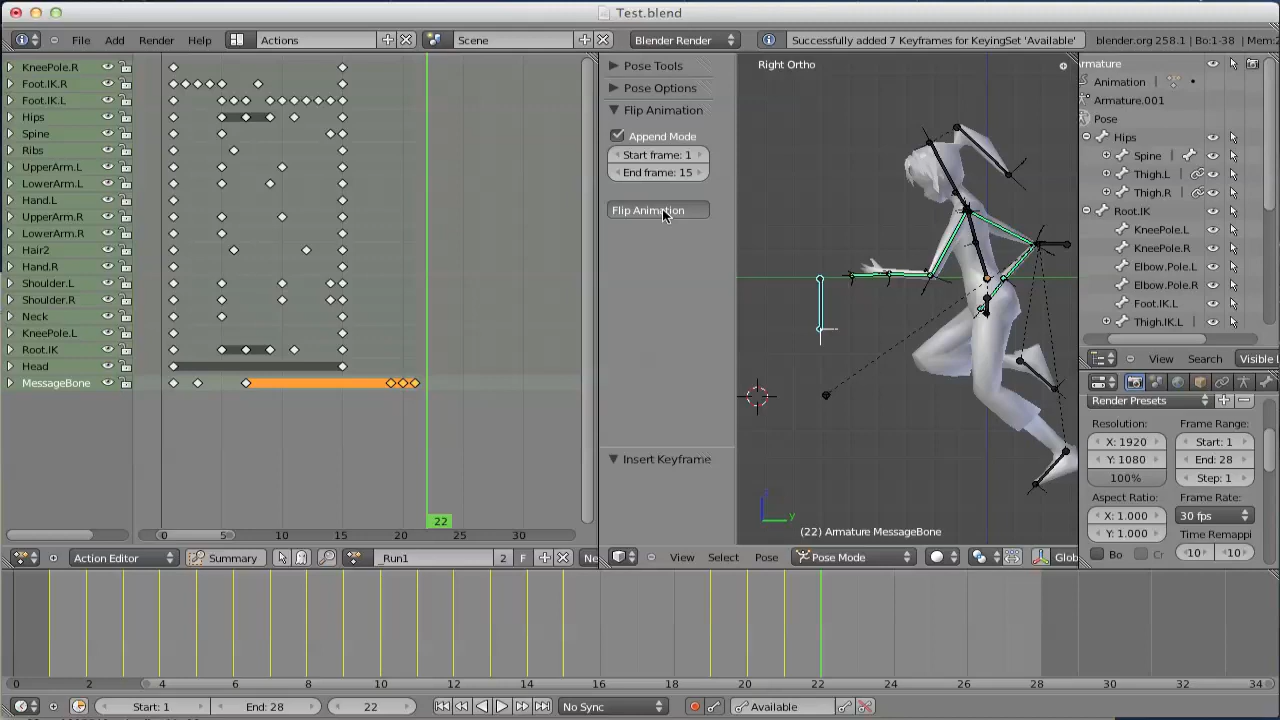 Test.blend
File Add Render Help Actions Scene Blender Render Successfully added 7 Keyframes for KeyingSet 'Available' blender.org 258.1 | Bo:1-38 | Mem:2
KneePole.R
Foot.IK.R
Foot.IK.L
Hips
Spine
Ribs
UpperArm.L
LowerArm.L
Hand.L
UpperArm.R
LowerArm.R
Hair2
Hand.R
Shoulder.L
Shoulder.R
Neck
KneePole.L
Root.IK
Head
MessageBone
22
0 5 10 15 20 25 30
Action Editor Summary _Run1 2 F Ne
Pose Tools
Pose Options
Flip Animation
Append Mode
Start frame: 1
End frame: 15
Flip Animation
Insert Keyframe
Right Ortho
y
(22) Armature MessageBone
View Select Pose Pose Mode Glob
Armature
Animation
Armature.001
Pose
Hips
Spine
Thigh.L
Thigh.R
Root.IK
KneePole.L
KneePole.R
Elbow.Pole.L
Elbow.Pole.R
Foot.IK.L
Thigh.IK.L
View Search Visible
Render Presets
Resolution: Frame Range:
X: 1920 Start: 1
Y: 1080 End: 28
100% Step: 1
Aspect Ratio: Frame Rate:
X: 1.000 30 fps
Y: 1.000 Time Remappi
Bo Cr 10 10
0 2 4 6 8 10 12 14 16 18 20 22 24 26 28 30 32 34
Start: 1 End: 28 22 No Sync Available